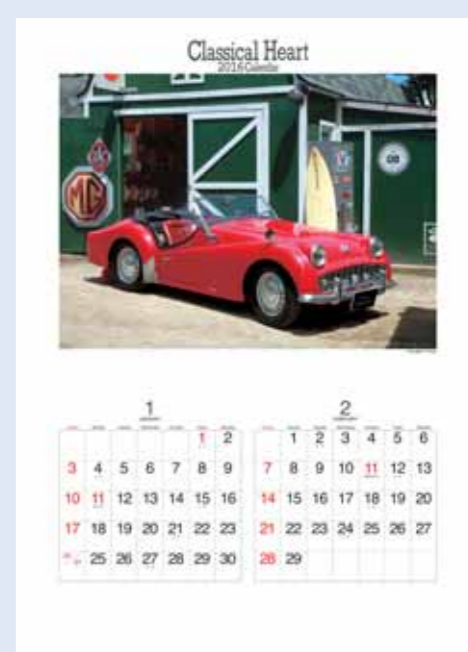 Classical Heart
2016 Calendar
MG
1
1 2
3 4 5 6 7 8 9
10 11 12 13 14 15 16
17 18 19 20 21 22 23
25 26 27 28 29 30
2
1 2 3 4 5 6
7 8 9 10 11 12 13
14 15 16 17 18 19 20
21 22 23 24 25 26 27
28 29